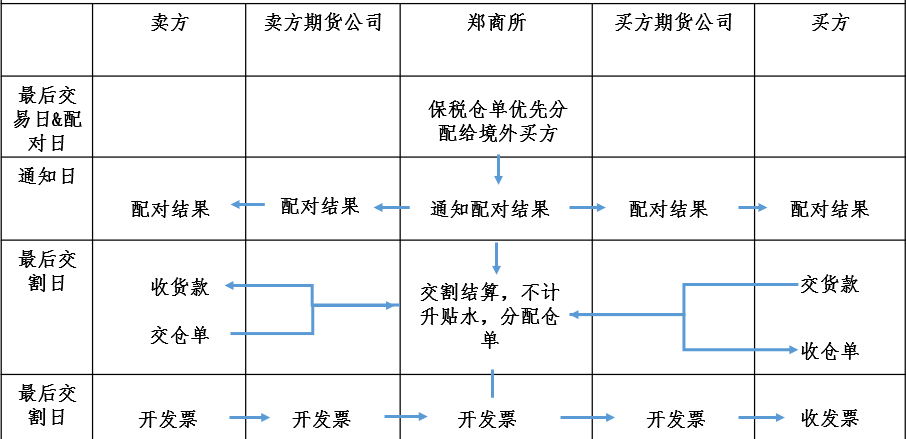 卖方
卖方期货公司
郑商所
买方期货公司
买方
最后交
易日&配
对日
保税仓单优先分
配给境外买方
通知日
配对结果
配对结果
通知配对结果
配对结果
配对结果
最后交
割日
收货款
交仓单
交割结算，不计
升贴水，分配仓
单
交货款
收仓单
最后交
割日
开发票
开发票
开发票
开发票
收发票